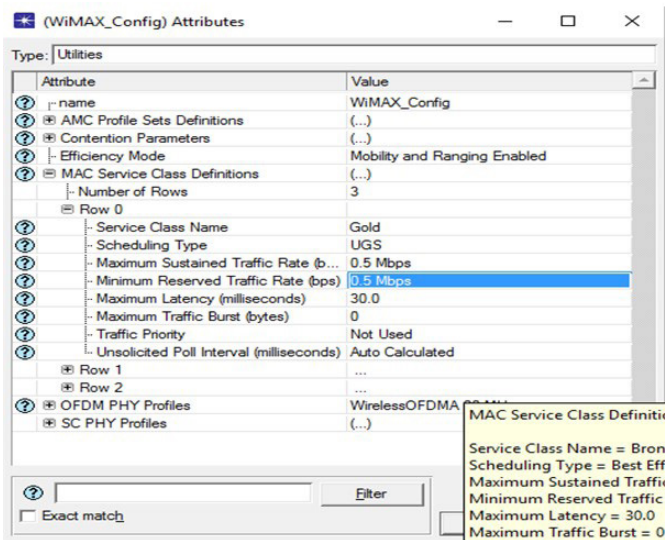 (WiMAX_Config) Attributes
Type: Utilities
Attribute Value
name WiMAX_Config
AMC Profile Sets Definitions (...)
Contention Parameters (...)
Efficiency Mode Mobility and Ranging Enabled
MAC Service Class Definitions (...)
Number of Rows 3
Row 0
Service Class Name Gold
Scheduling Type UGS
Maximum Sustained Traffic Rate (b... 0.5 Mbps
Minimum Reserved Traffic Rate (bps) 0.5 Mbps
Maximum Latency (milliseconds) 30.0
Maximum Traffic Burst (bytes) 0
Traffic Priority Not Used
Unsolicited Poll Interval (milliseconds) Auto Calculated
Row 1 ...
Row 2 ...
OFDM PHY Profiles WirelessOFDMA
SC PHY Profiles (...)
MAC Service Class Definitio
Service Class Name = Bron
Scheduling Type = Best Eff
Maximum Sustained Traffic
Minimum Reserved Traffic
Maximum Latency = 30.0
Maximum Traffic Burst = 0
Filter
Exact match